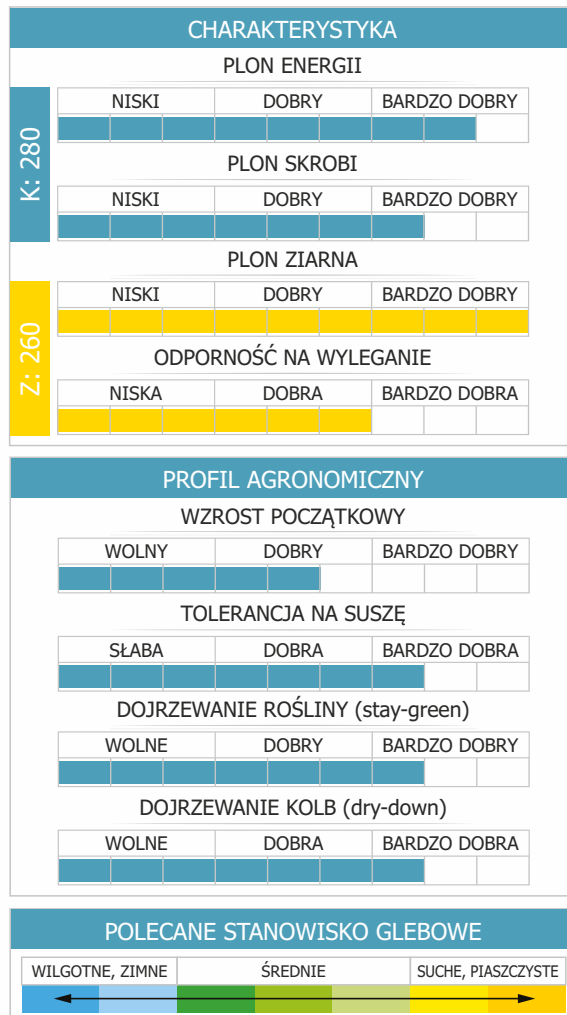 CHARAKTERYSTYKA
PLON ENERGII
K: 280
NISKI DOBRY BARDZO DOBRY
PLON SKROBI
NISKI DOBRY BARDZO DOBRY
PLON ZIARNA
Z: 260
NISKI DOBRY BARDZO DOBRY
ODPORNOŚĆ NA WYLEGANIE
NISKA DOBRA BARDZO DOBRA
PROFIL AGRONOMICZNY
WZROST POCZĄTKOWY
WOLNY DOBRY BARDZO DOBRY
TOLERANCJA NA SUSZĘ
SŁABA DOBRA BARDZO DOBRA
DOJRZEWANIE ROŚLINY (stay-green)
WOLNE DOBRY BARDZO DOBRY
DOJRZEWANIE KOLB (dry-down)
WOLNE DOBRA BARDZO DOBRA
POLECANE STANOWISKO GLEBOWE
WILGOTNE, ZIMNE ŚREDNIE SUCHE, PIASZCZYSTE